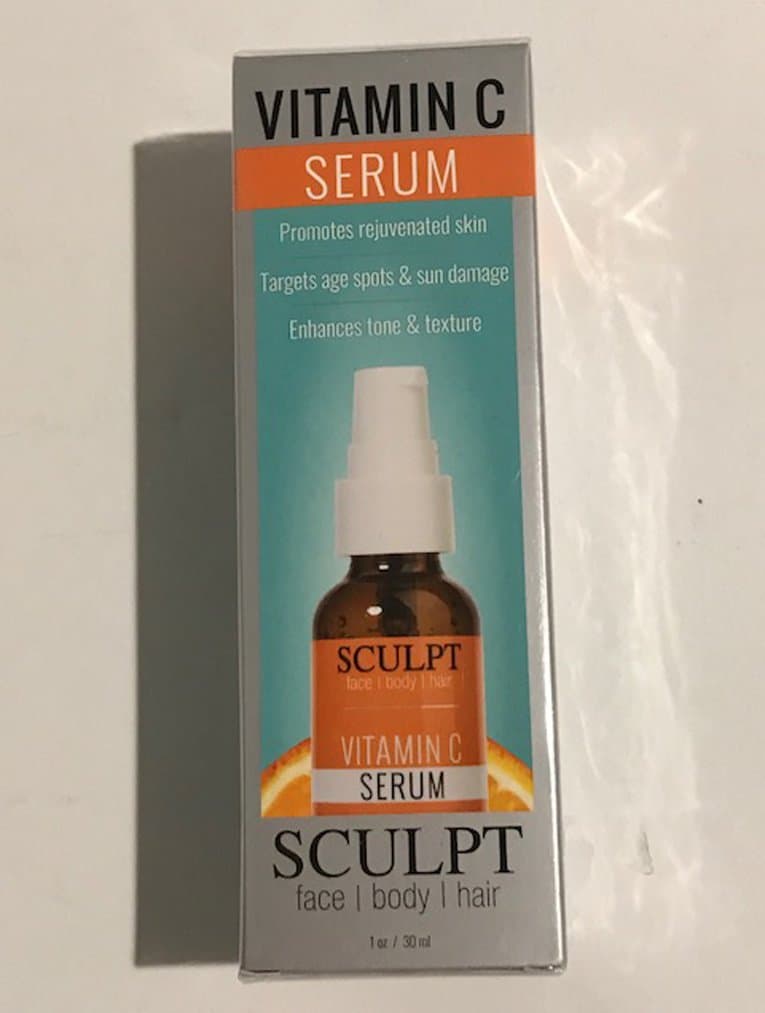 VITAMIN C
SERUM
Promotes rejuvenated skin
Targets age spots & sun damage
Enhances tone & texture
SCULPT
face | body | hair
VITAMIN C
SERUM
SCULPT
face | body | hair
1 oz / 30 ml